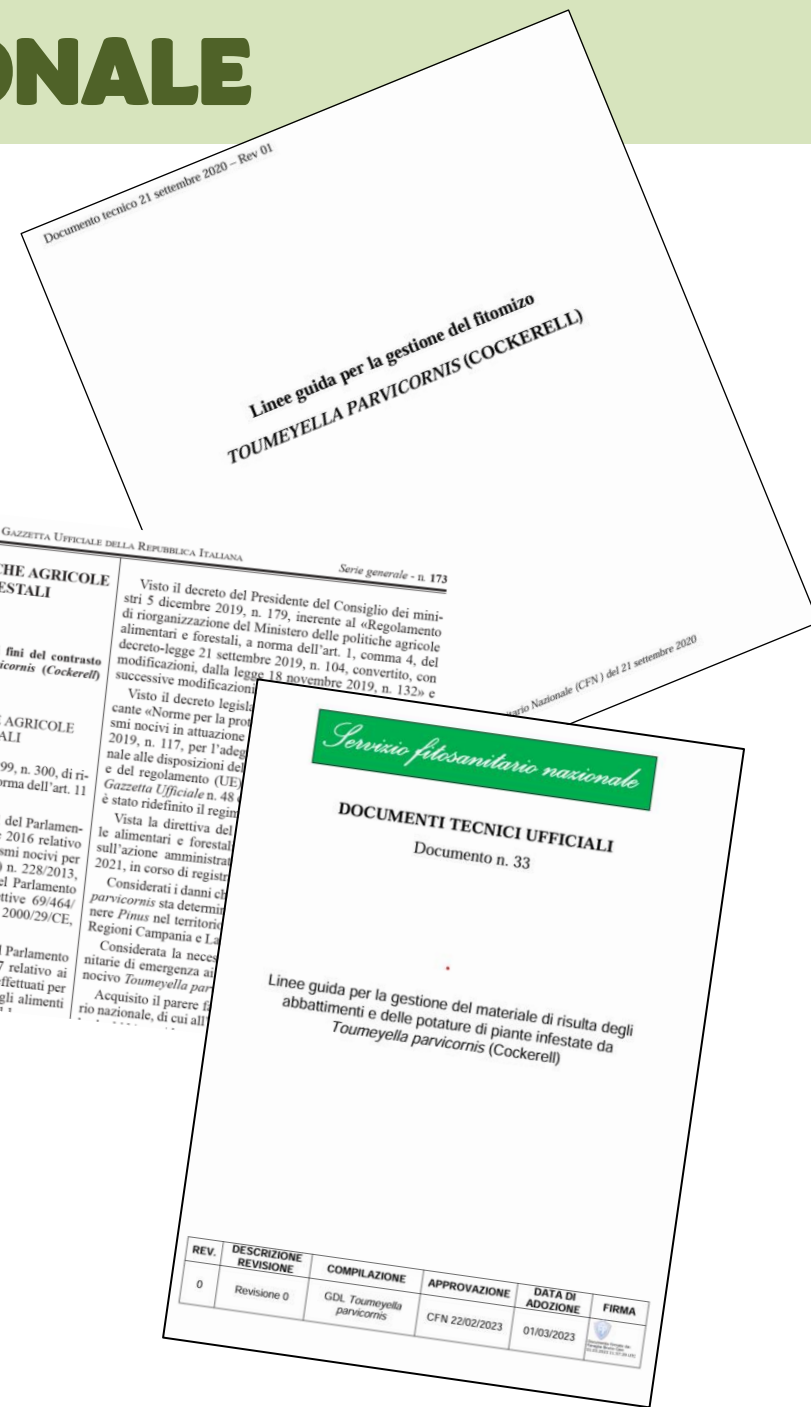 ONALE
Documento tecnico 21 settembre 2020 – Rev 01
Linee guida per la gestione del fitomizo
TOUMEYELLA PARVICORNIS (COCKERELL)
itario Nazionale (CFN ) del 21 settembre 2020
GAZZETTA UFFICIALE DELLA REPUBBLICA ITALIANA
Serie generale - n. 173
CHE AGRICOLE
ESTALI
fini del contrasto
icornis (Cockerell)
AGRICOLE
ALI
99, n. 300, di ri-
orma dell'art. 11
del Parlamen-
2016 relativo
smi nocivi per
) n. 228/2013,
el Parlamento
ttive 69/464/
2000/29/CE,
l Parlamento
7 relativo ai
effettuati per
gli alimenti
Visto il decreto del Presidente del Consiglio dei mini-
stri 5 dicembre 2019, n. 179, inerente al «Regolamento
di riorganizzazione del Ministero delle politiche agricole
alimentari e forestali, a norma dell'art. 1, comma 4, del
decreto-legge 21 settembre 2019, n. 104, convertito, con
modificazioni, dalla legge 18 novembre 2019, n. 132» e
successive modificazioni
Visto il decreto legisla
cante «Norme per la prot
smi nocivi in attuazione
2019, n. 117, per l'adeg
nale alle disposizioni del
e del regolamento (UE)
Gazzetta Ufficiale n. 48
è stato ridefinito il regim
Vista la direttiva del
le alimentari e forestal
sull'azione amministrat
2021, in corso di registr
Considerati i danni ch
parvicornis sta determin
nere Pinus nel territorio
Regioni Campania e La
Considerata la neces
nitarie di emergenza ai
nocivo Toumeyella par
Acquisito il parere fa
rio nazionale, di cui all'
Servizio fitosanitario nazionale
DOCUMENTI TECNICI UFFICIALI
Documento n. 33
Linee guida per la gestione del materiale di risulta degli
abbattimenti e delle potature di piante infestate da
Toumeyella parvicornis (Cockerell)
REV. DESCRIZIONE REVISIONE COMPILAZIONE APPROVAZIONE DATA DI ADOZIONE FIRMA
0 Revisione 0 GDL Toumeyella parvicornis CFN 22/02/2023 01/03/2023